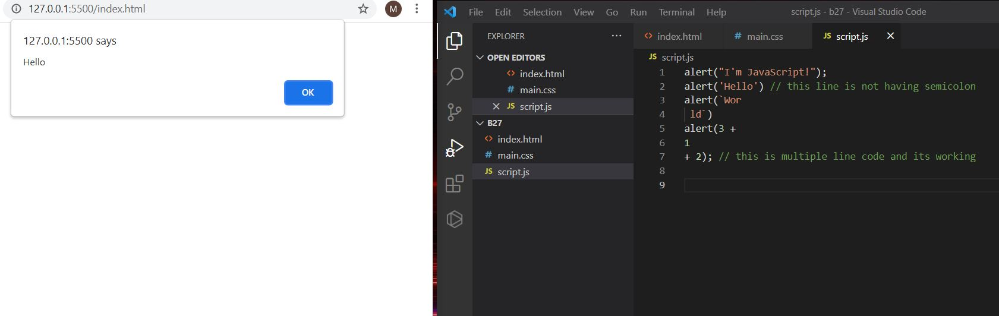 127.0.0.1:5500/index.html
M
127.0.0.1:5500 says
Hello
OK
File Edit Selection View Go Run Terminal Help
script.js - b27 - Visual Studio Code
EXPLORER ...
OPEN EDITORS
<> index.html
# main.css
× JS script.js
B27
<> index.html
# main.css
JS script.js
<> index.html # main.css JS script.js ×
JS script.js
1 alert("I'm JavaScript!");
2 alert('Hello') // this line is not having semicolon
3 alert(`Wor
4 ld`)
5 alert(3 +
6 1
7 + 2); // this is multiple line code and its working
8
9